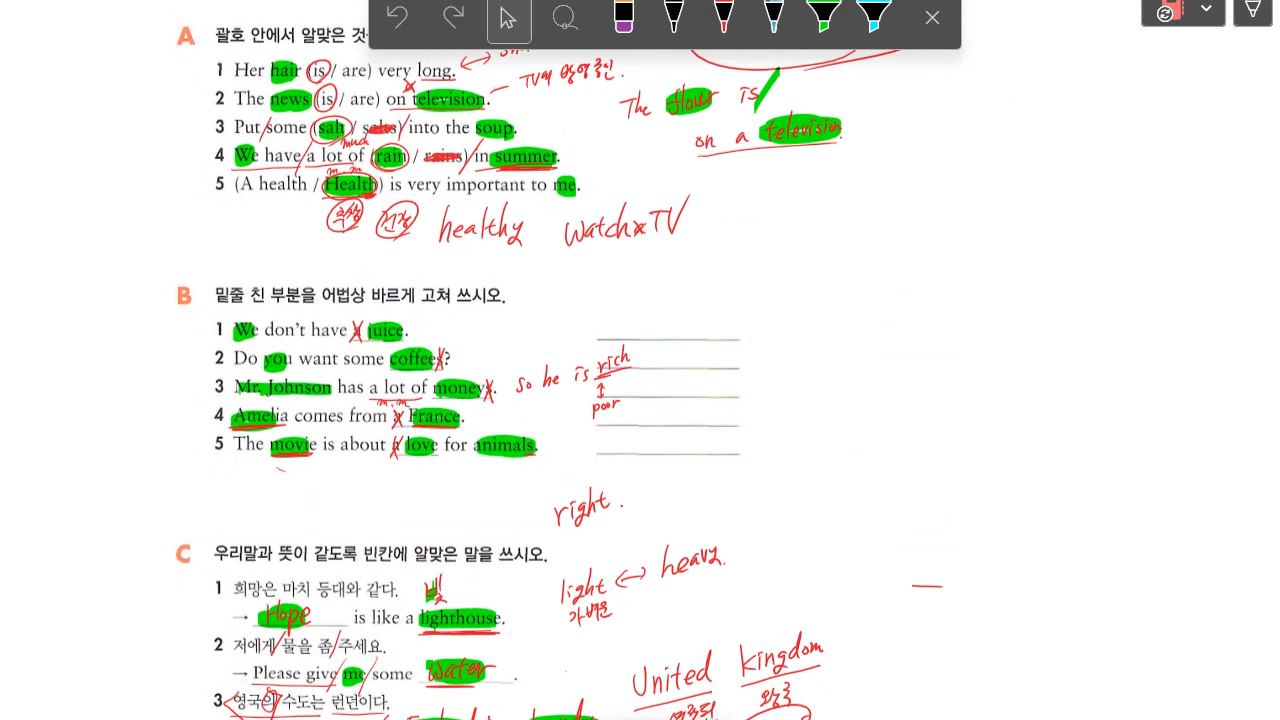 A 괄호 안에서 알맞은 것
1 Her hair (is / are) very long. ↔
TV에 방영중인.
2 The news (is / are) on television.
The flour is
on a television.
3 Put some (salt / salts) into the soup.
much
4 We have a lot of (rain / rains) in summer.
5 (A health / Health) is very important to me.
추상 건강 healthy watch TV
B 밑줄 친 부분을 어법상 바르게 고쳐 쓰시오.
1 We don't have a juice.
2 Do you want some coffees?
3 Mr. Johnson has a lot of moneys. so he is rich
poor
4 Amelia comes from a France.
5 The movie is about a love for animals.
right.
C 우리말과 뜻이 같도록 빈칸에 알맞은 말을 쓰시오.
light ↔ heavy.
가벼운
1 희망은 마치 등대와 같다. 빛
→ Hope is like a lighthouse.
2 저에게 물을 좀 주세요.
→ Please give me some water.
United kingdom
왕국
3 영국의 수도는 런던이다.